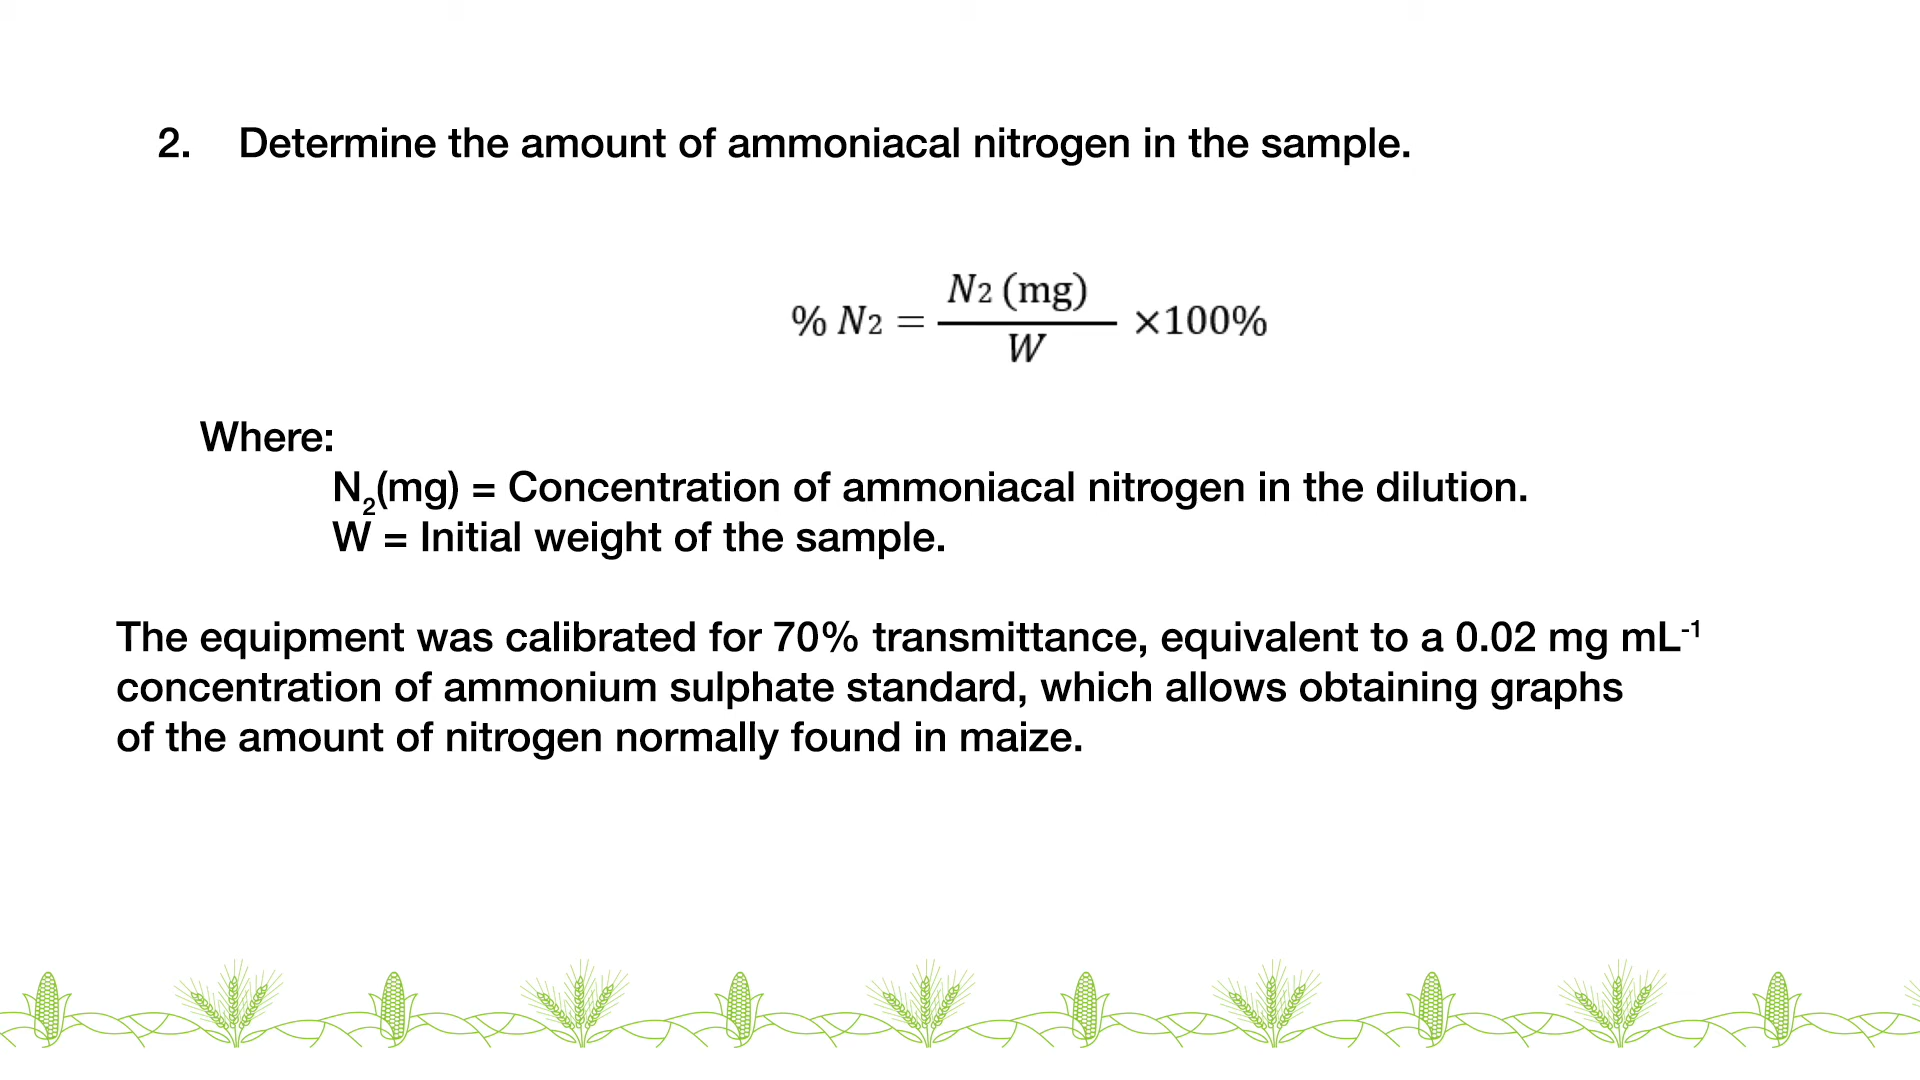 2. Determine the amount of ammoniacal nitrogen in the sample.
% N2 = N2 (mg) / W ×100%
Where:
N₂(mg) = Concentration of ammoniacal nitrogen in the dilution.
W = Initial weight of the sample.
The equipment was calibrated for 70% transmittance, equivalent to a 0.02 mg mL⁻¹
concentration of ammonium sulphate standard, which allows obtaining graphs
of the amount of nitrogen normally found in maize.